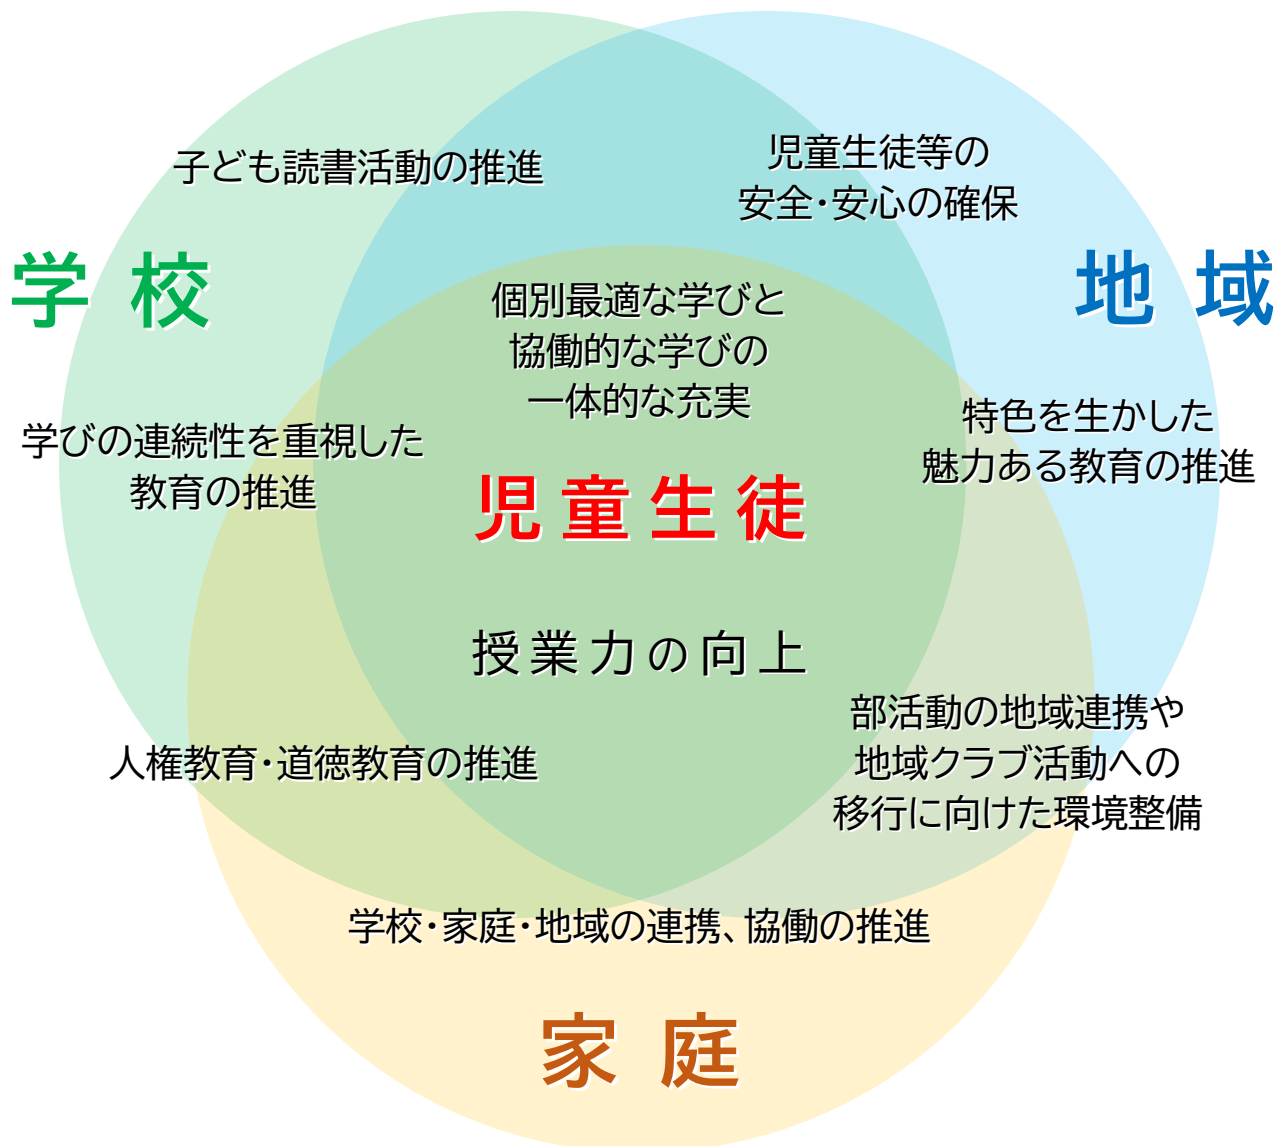 子ども読書活動の推進
児童生徒等の
安全・安心の確保
学校
地域
個別最適な学びと
協働的な学びの
一体的な充実
学びの連続性を重視した
教育の推進
特色を生かした
魅力ある教育の推進
児童生徒
授業力の向上
人権教育・道徳教育の推進
部活動の地域連携や
地域クラブ活動への
移行に向けた環境整備
学校・家庭・地域の連携、協働の推進
家庭